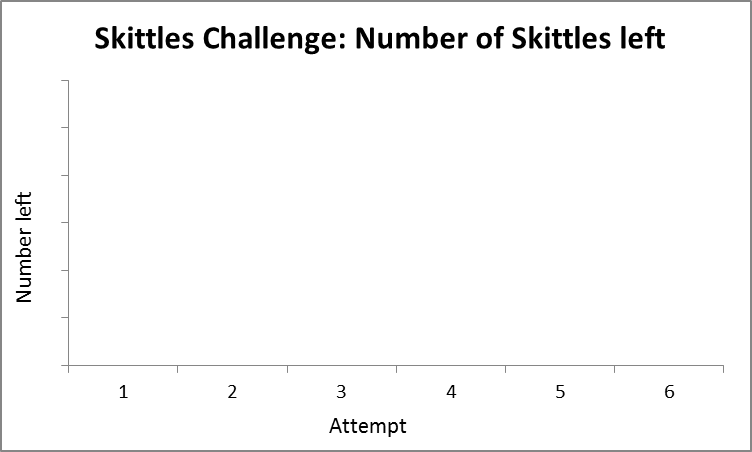 Skittles Challenge: Number of Skittles left
Number left
1 2 3 4 5 6
Attempt